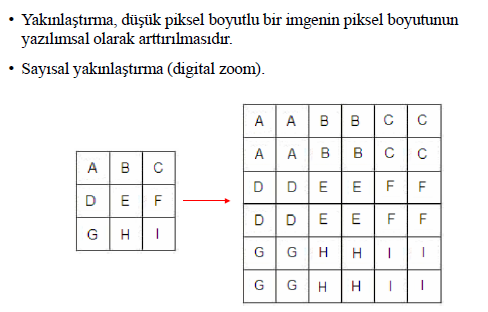 • Yakınlaştırma, düşük piksel boyutlu bir imgenin piksel boyutunun
yazılımsal olarak arttırılmasıdır.
• Sayısal yakınlaştırma (digital zoom).
A B C
D E F
G H I
A A B B C C
A A B B C C
D D E E F F
D D E E F F
G G H H I I
G G H H I I